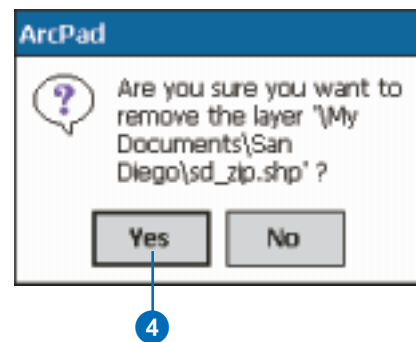 ArcPad
Are you sure you want to
remove the layer '\My
Documents\San
Diego\sd_zip.shp' ?
Yes No
4